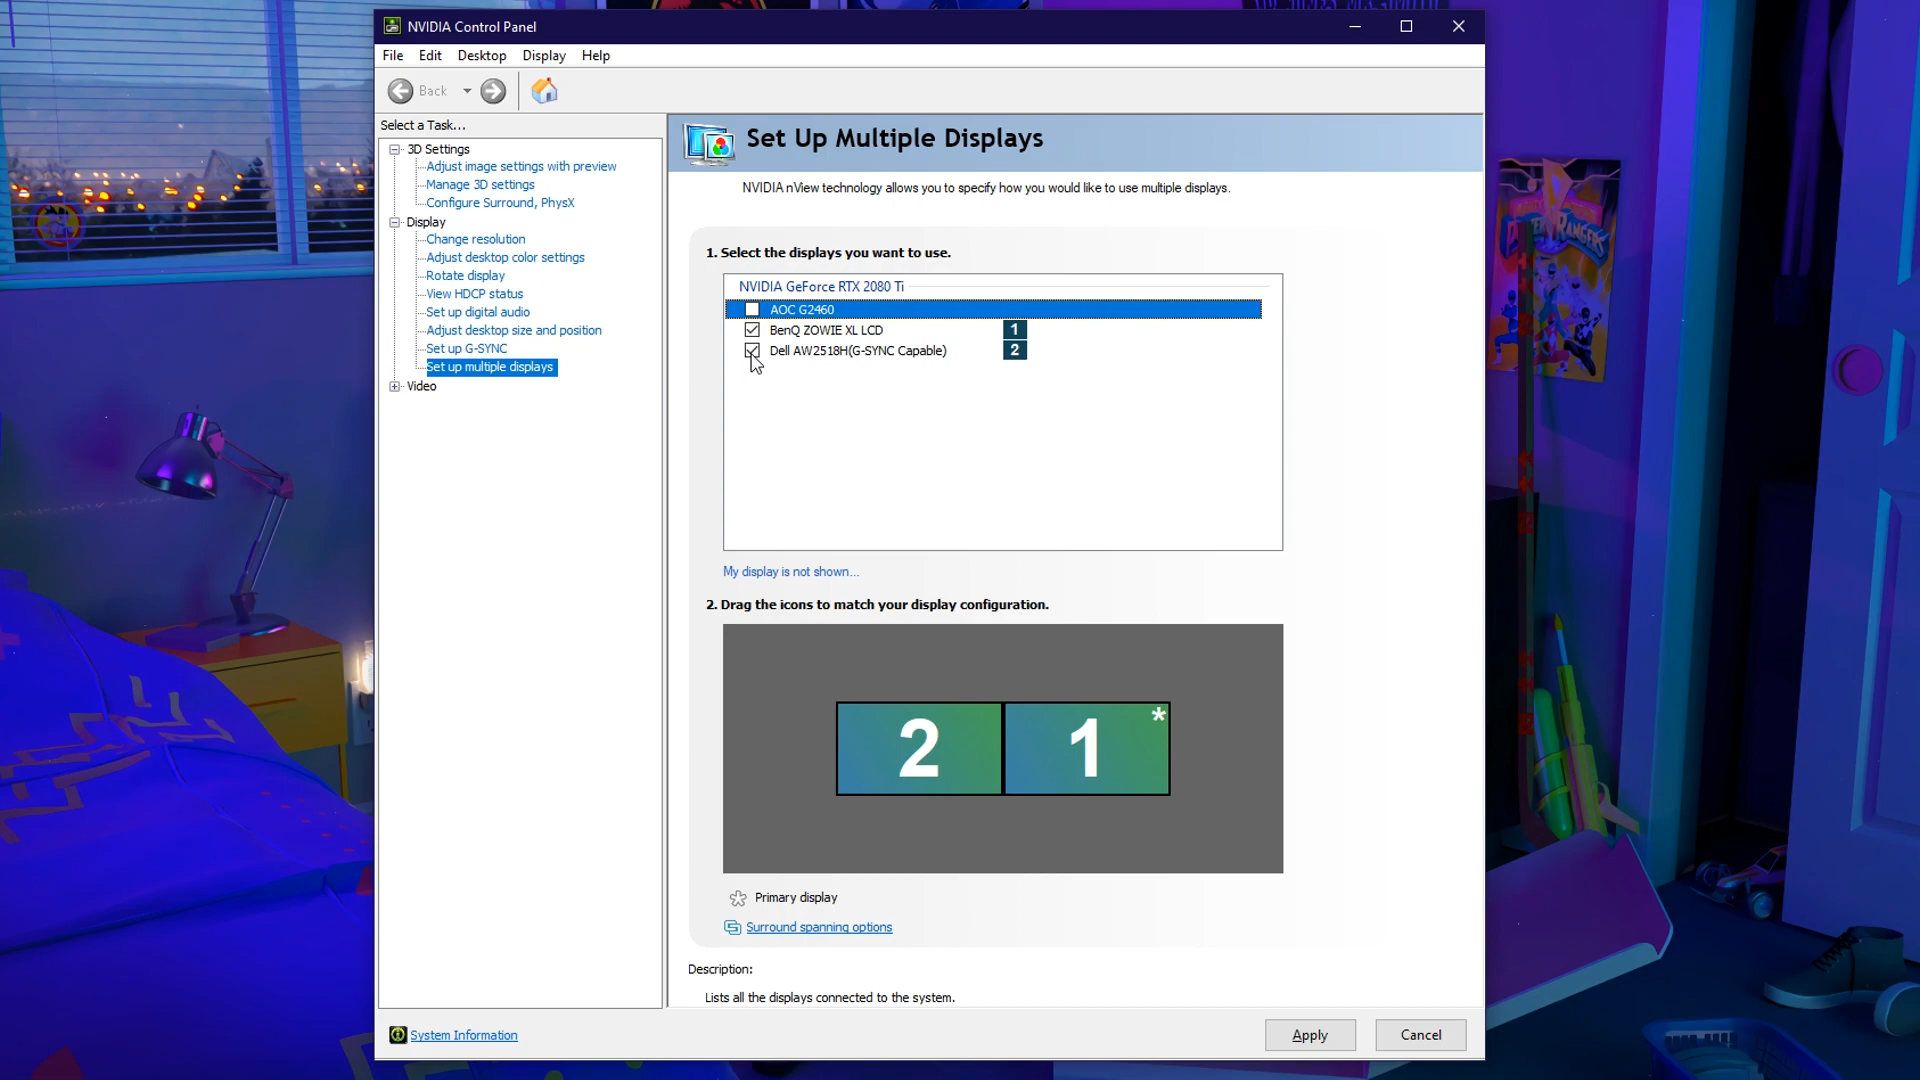 NVIDIA Control Panel
File Edit Desktop Display Help
Back
Select a Task...
3D Settings
Adjust image settings with preview
Manage 3D settings
Configure Surround, PhysX
Display
Change resolution
Adjust desktop color settings
Rotate display
View HDCP status
Set up digital audio
Adjust desktop size and position
Set up G-SYNC
Set up multiple displays
Video
Set Up Multiple Displays
NVIDIA nView technology allows you to specify how you would like to use multiple displays.
1. Select the displays you want to use.
NVIDIA GeForce RTX 2080 Ti
AOC G2460
BenQ ZOWIE XL LCD 1
Dell AW2518H(G-SYNC Capable) 2
My display is not shown...
2. Drag the icons to match your display configuration.
2 1 *
Primary display
Surround spanning options
Description:
Lists all the displays connected to the system.
System Information
Apply Cancel
POWER RANGERS